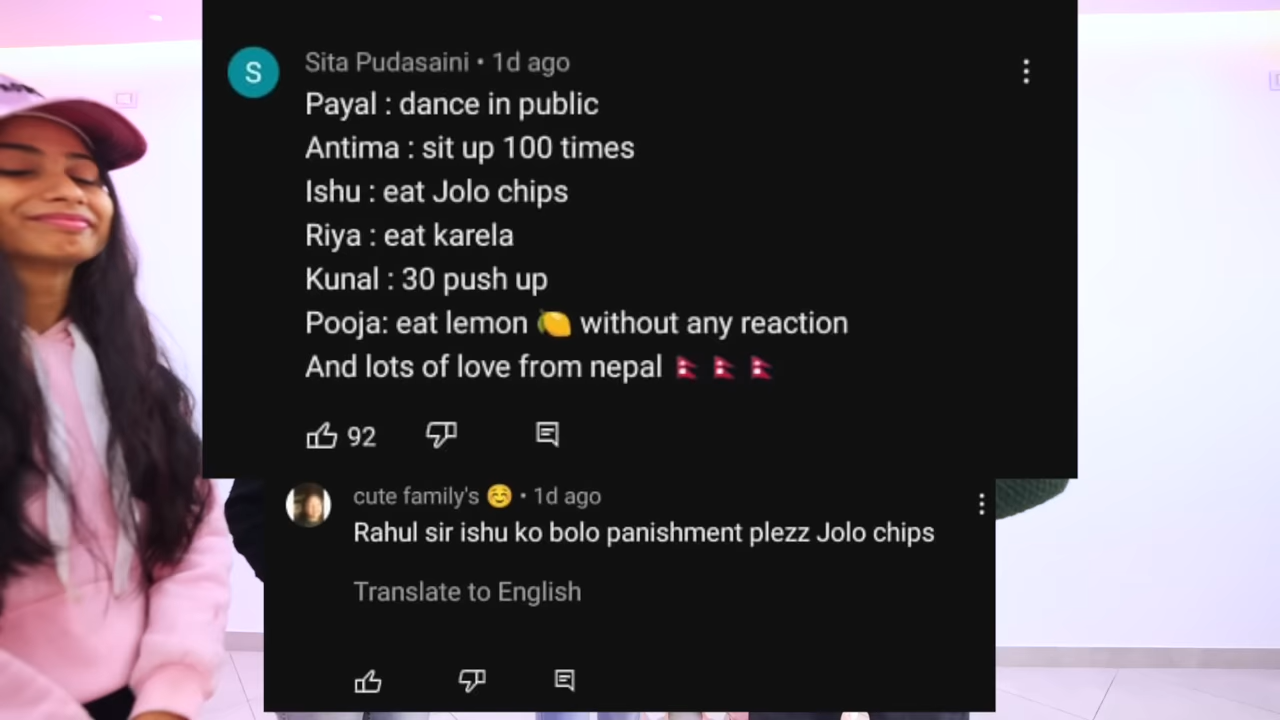 S
Sita Pudasaini • 1d ago
Payal : dance in public
Antima : sit up 100 times
Ishu : eat Jolo chips
Riya : eat karela
Kunal : 30 push up
Pooja: eat lemon 🍋 without any reaction
And lots of love from nepal 🇳🇵 🇳🇵 🇳🇵
92
cute family's ☺️ • 1d ago
Rahul sir ishu ko bolo panishment plezz Jolo chips
Translate to English